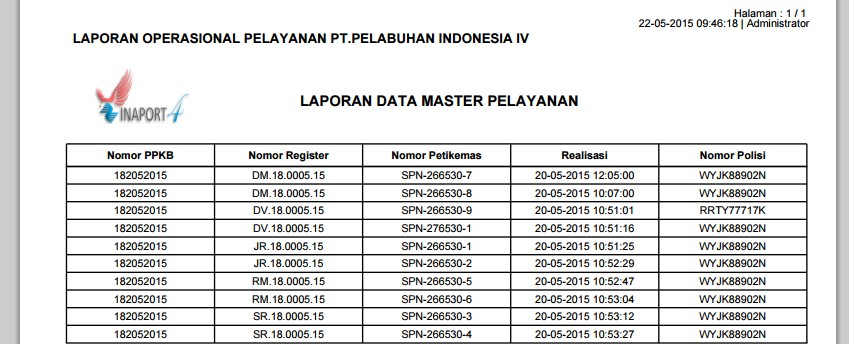 Halaman : 1 / 1
22-05-2015 09:46:18 | Administrator
LAPORAN OPERASIONAL PELAYANAN PT.PELABUHAN INDONESIA IV
INAPORT 4
LAPORAN DATA MASTER PELAYANAN
Nomor PPKB Nomor Register Nomor Petikemas Realisasi Nomor Polisi
182052015 DM.18.0005.15 SPN-266530-7 20-05-2015 12:05:00 WYJK88902N
182052015 DM.18.0005.15 SPN-266530-8 20-05-2015 10:07:00 WYJK88902N
182052015 DV.18.0005.15 SPN-266530-9 20-05-2015 10:51:01 RRTY77717K
182052015 DV.18.0005.15 SPN-276530-1 20-05-2015 10:51:16 WYJK88902N
182052015 JR.18.0005.15 SPN-266530-1 20-05-2015 10:51:25 WYJK88902N
182052015 JR.18.0005.15 SPN-266530-2 20-05-2015 10:52:29 WYJK88902N
182052015 RM.18.0005.15 SPN-266530-5 20-05-2015 10:52:47 WYJK88902N
182052015 RM.18.0005.15 SPN-266530-6 20-05-2015 10:53:04 WYJK88902N
182052015 SR.18.0005.15 SPN-266530-3 20-05-2015 10:53:12 WYJK88902N
182052015 SR.18.0005.15 SPN-266530-4 20-05-2015 10:53:27 WYJK88902N